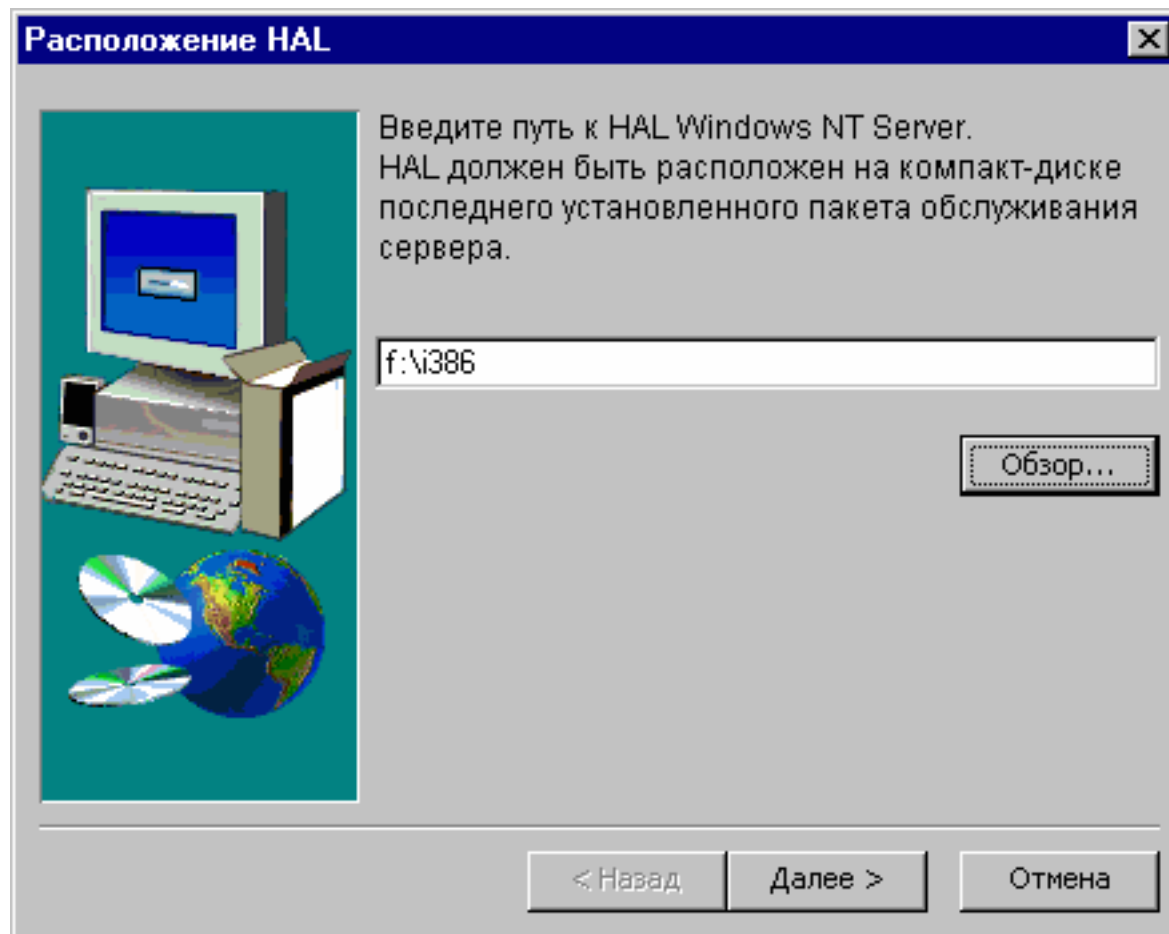 Расположение HAL
Введите путь к HAL Windows NT Server.
HAL должен быть расположен на компакт-диске
последнего установленного пакета обслуживания
сервера.
f:\i386
Обзор...
< Назад
Далее >
Отмена